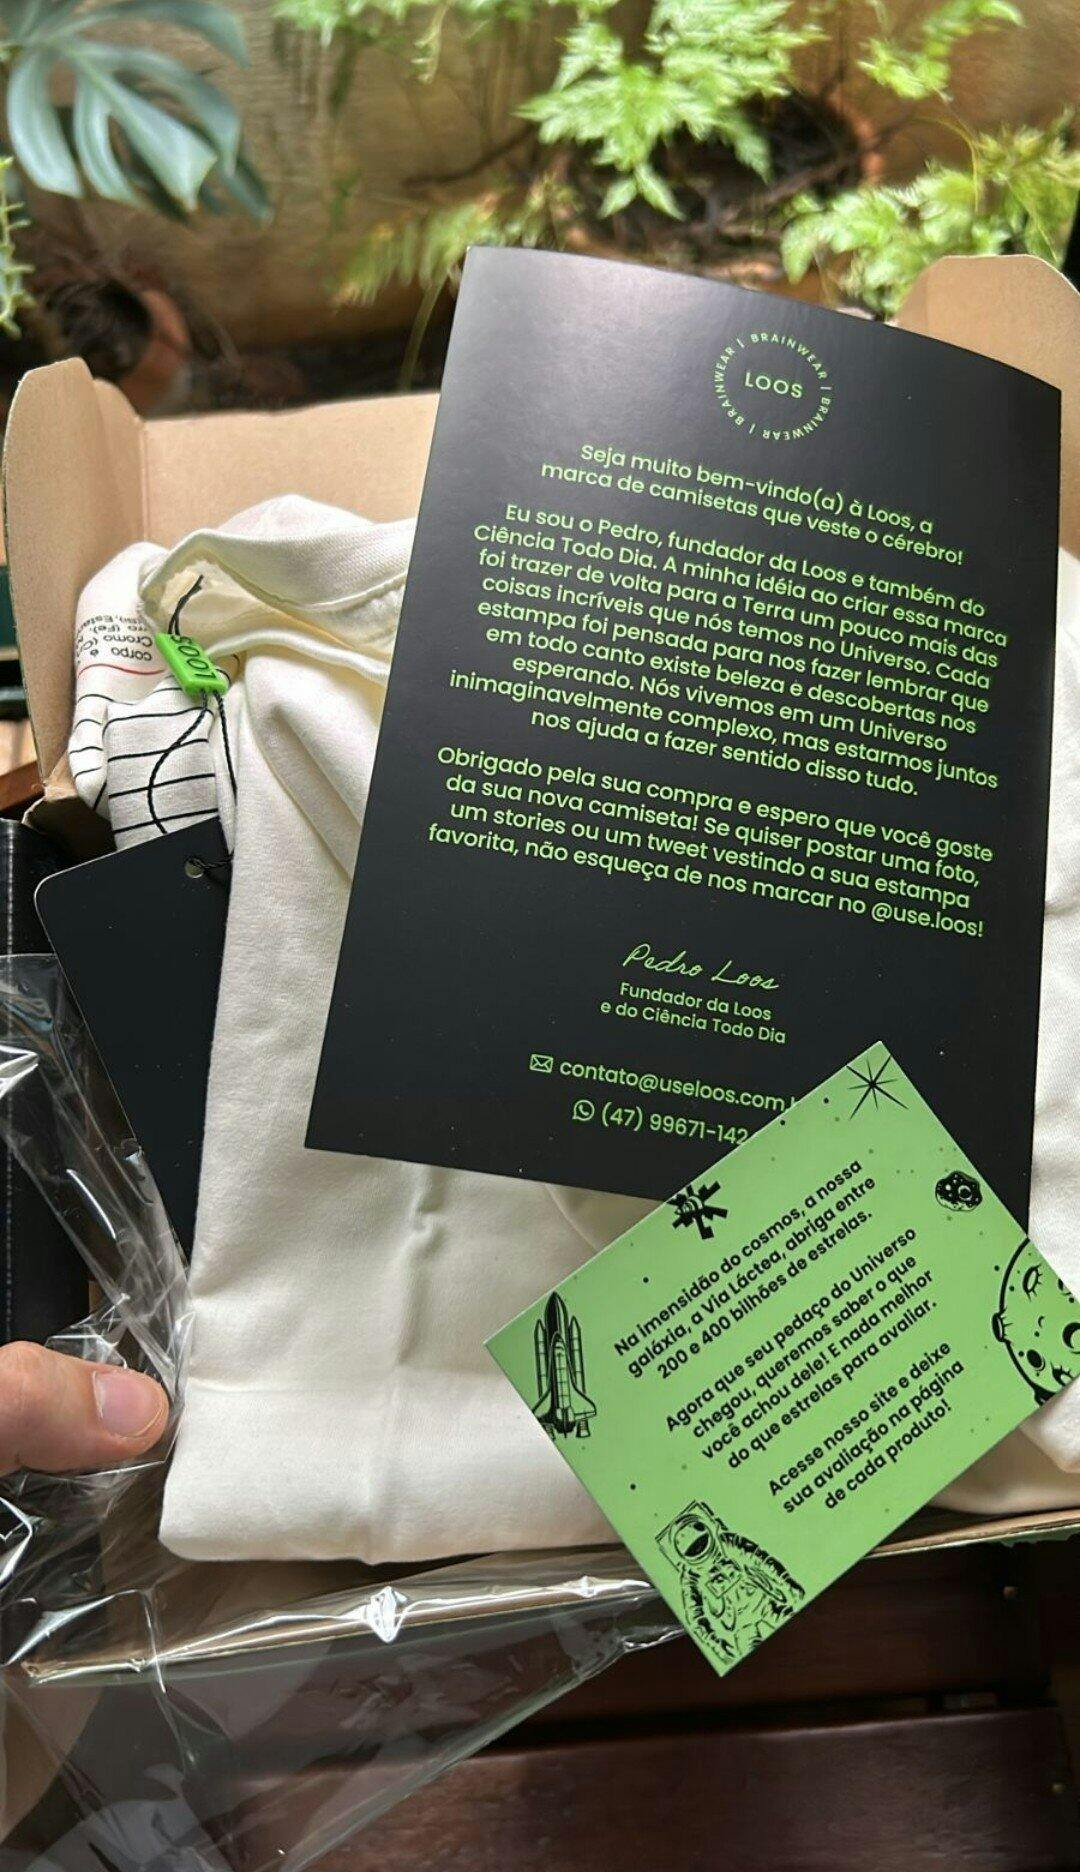 BRAINWEAR | BRAINWEAR | BRAINWEAR | BRAINWEAR |
LOOS
Seja muito bem-vindo(a) à Loos, a
marca de camisetas que veste o cérebro!
Eu sou o Pedro, fundador da Loos e também do
Ciência Todo Dia. A minha idéia ao criar essa marca
foi trazer de volta para a Terra um pouco mais das
coisas incríveis que nós temos no Universo. Cada
estampa foi pensada para nos fazer lembrar que
em todo canto existe beleza e descobertas nos
esperando. Nós vivemos em um Universo
inimaginavelmente complexo, mas estarmos juntos
nos ajuda a fazer sentido disso tudo.
Obrigado pela sua compra e espero que você goste
da sua nova camiseta! Se quiser postar uma foto,
um stories ou um tweet vestindo a sua estampa
favorita, não esqueça de nos marcar no @use.loos!
Pedro Loos
Fundador da Loos
e do Ciência Todo Dia
contato@useloos.com.
(47) 99671-142
Na imensidão do cosmos, a nossa
galáxia, a Via Láctea, abriga entre
200 e 400 bilhões de estrelas.
Agora que seu pedaço do Universo
chegou, queremos saber o que
você achou dele! E nada melhor
do que estrelas para avaliar.
Acesse nosso site e deixe
sua avaliação na página
de cada produto!
LOOS
corpo
Cromo